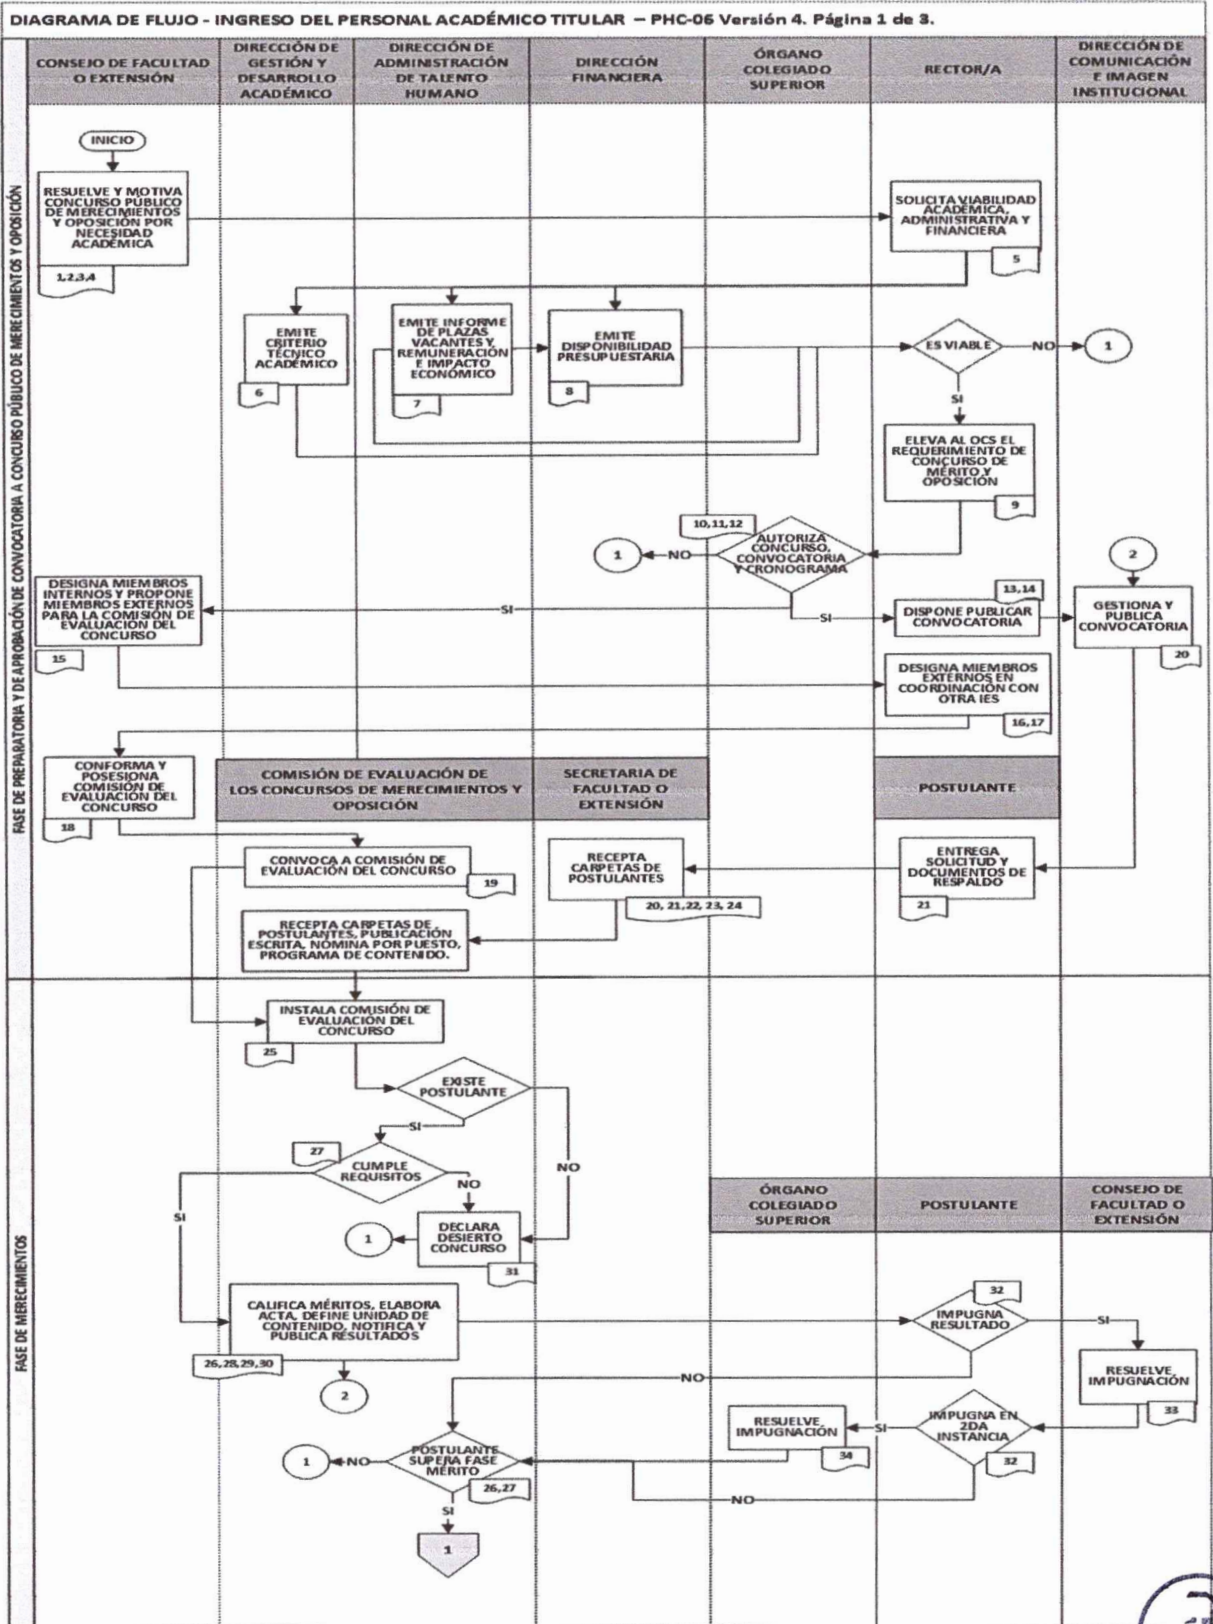 DIAGRAMA DE FLUJO - INGRESO DEL PERSONAL ACADÉMICO TITULAR – PHC-06 Versión 4. Página 1 de 3.
CONSEJO DE FACULTAD
O EXTENSIÓN
DIRECCIÓN DE
GESTIÓN Y
DESARROLLO
ACADÉMICO
DIRECCIÓN DE
ADMINISTRACIÓN
DE TALENTO
HUMANO
DIRECCIÓN
FINANCIERA
ÓRGANO
COLEGIADO
SUPERIOR
RECTOR/A
DIRECCIÓN DE
COMUNICACIÓN
E IMAGEN
INSTITUCIONAL
FASE DE PREPARATORIA Y DE APROBACIÓN DE CONVOCATORIA A CONCURSO PÚBLICO DE MERECIMIENTOS Y OPOSICIÓN
INICIO
RESUELVE Y MOTIVA
CONCURSO PÚBLICO
DE MERECIMIENTOS
Y OPOSICIÓN POR
NECESIDAD
ACADÉMICA
1,2,3,4
SOLICITA VIABILIDAD
ACADÉMICA,
ADMINISTRATIVA Y
FINANCIERA
5
EMITE
CRITERIO
TÉCNICO
ACADÉMICO
6
EMITE INFORME
DE PLAZAS
VACANTES Y
REMUNERACIÓN
E IMPACTO
ECONÓMICO
7
EMITE
DISPONIBILIDAD
PRESUPUESTARIA
8
ES VIABLE
NO
1
SI
ELEVA AL OCS EL
REQUERIMIENTO DE
CONCURSO DE
MÉRITO Y
OPOSICIÓN
9
10,11,12
AUTORIZA
CONCURSO,
CONVOCATORIA
Y CRONOGRAMA
NO
1
2
DESIGNA MIEMBROS
INTERNOS Y PROPONE
MIEMBROS EXTERNOS
PARA LA COMISIÓN DE
EVALUACIÓN DEL
CONCURSO
15
SI
SI
13,14
DISPONE PUBLICAR
CONVOCATORIA
GESTIONA Y
PUBLICA
CONVOCATORIA
20
DESIGNA MIEMBROS
EXTERNOS EN
COORDINACIÓN CON
OTRA IES
16,17
CONFORMA Y
POSESIONA
COMISIÓN DE
EVALUACIÓN DEL
CONCURSO
18
COMISIÓN DE EVALUACIÓN DE
LOS CONCURSOS DE MERECIMIENTOS Y
OPOSICIÓN
SECRETARIA DE
FACULTAD O
EXTENSIÓN
POSTULANTE
CONVOCA A COMISIÓN DE
EVALUACIÓN DEL CONCURSO
19
RECEPTA
CARPETAS DE
POSTULANTES
20, 21,22, 23, 24
ENTREGA
SOLICITUD Y
DOCUMENTOS DE
RESPALDO
21
RECEPTA CARPETAS DE
POSTULANTES, PUBLICACIÓN
ESCRITA, NÓMINA POR PUESTO,
PROGRAMA DE CONTENIDO.
FASE DE MERECIMIENTOS
INSTALA COMISIÓN DE
EVALUACIÓN DEL
CONCURSO
25
EXISTE
POSTULANTE
SI
NO
27
CUMPLE
REQUISITOS
NO
SI
DECLARA
DESIERTO
CONCURSO
31
1
ÓRGANO
COLEGIADO
SUPERIOR
POSTULANTE
CONSEJO DE
FACULTAD O
EXTENSIÓN
CALIFICA MÉRITOS, ELABORA
ACTA, DEFINE UNIDAD DE
CONTENIDO, NOTIFICA Y
PUBLICA RESULTADOS
26,28,29,30
2
32
IMPUGNA
RESULTADO
SI
NO
RESUELVE
IMPUGNACIÓN
33
IMPUGNA EN
2DA
INSTANCIA
32
SI
RESUELVE
IMPUGNACIÓN
34
NO
POSTULANTE
SUPERA FASE
MÉRITO
26,27
NO
1
SI
1